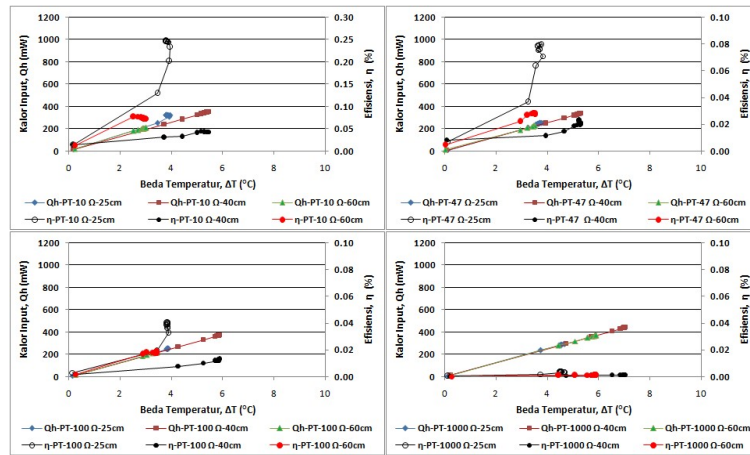 1200 0.30
1000 0.25
800 0.20
600 0.15
400 0.10
200 0.05
0 0.00
0 2 4 6 8 10
Kalor Input, Qh (mW)
Efisiensi, η (%)
Beda Temperatur, ΔT (°C)
Qh-PT-10 Ω-25cm Qh-PT-10 Ω-40cm Qh-PT-10 Ω-60cm
η-PT-10 Ω-25cm η-PT-10 Ω-40cm η-PT-10 Ω-60cm
1200 0.10
1000 0.08
800 0.06
600 0.04
400 0.02
200 0.00
0
0 2 4 6 8 10
Kalor Input, Qh (mW)
Efisiensi, η (%)
Beda Temperatur, ΔT (°C)
Qh-PT-47 Ω-25cm Qh-PT-47 Ω-40cm Qh-PT-47 Ω-60cm
η-PT-47 Ω-25cm η-PT-47 Ω-40cm η-PT-47 Ω-60cm
1200 0.10
1000 0.08
800 0.06
600 0.04
400 0.02
200 0.00
0
0 2 4 6 8 10
Kalor Input, Qh (mW)
Efisiensi, η (%)
Beda Temperatur, ΔT (°C)
Qh-PT-100 Ω-25cm Qh-PT-100 Ω-40cm Qh-PT-100 Ω-60cm
η-PT-100 Ω-25cm η-PT-100 Ω-40cm η-PT-100 Ω-60cm
1200 0.10
1000 0.08
800 0.06
600 0.04
400 0.02
200 0.00
0
0 2 4 6 8 10
Kalor Input, Qh (mW)
Efisiensi, η (%)
Beda Temperatur, ΔT (°C)
Qh-PT-1000 Ω-25cm Qh-PT-1000 Ω-40cm Qh-PT-1000 Ω-60cm
η-PT-1000 Ω-25cm η-PT-1000 Ω-40cm η-PT-1000 Ω-60cm